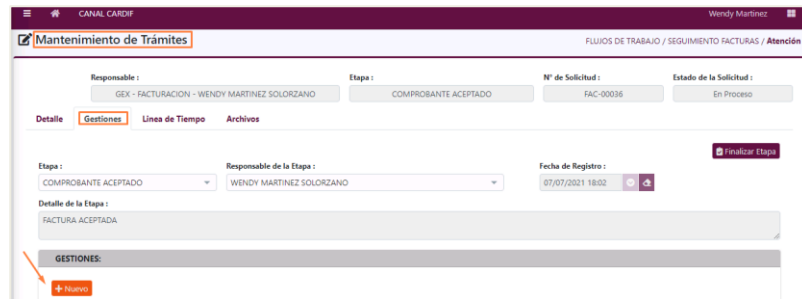 CANAL CARDIF
Wendy Martinez
Mantenimiento de Trámites
FLUJOS DE TRABAJO / SEGUIMIENTO FACTURAS / Atención
Responsable :
Etapa :
N° de Solicitud :
Estado de la Solicitud :
GEX - FACTURACION - WENDY MARTINEZ SOLORZANO
COMPROBANTE ACEPTADO
FAC-00036
En Proceso
Detalle
Gestiones
Linea de Tiempo
Archivos
Finalizar Etapa
Etapa :
Responsable de la Etapa :
Fecha de Registro :
COMPROBANTE ACEPTADO
WENDY MARTINEZ SOLORZANO
07/07/2021 18:02
Detalle de la Etapa :
FACTURA ACEPTADA
GESTIONES:
+ Nuevo